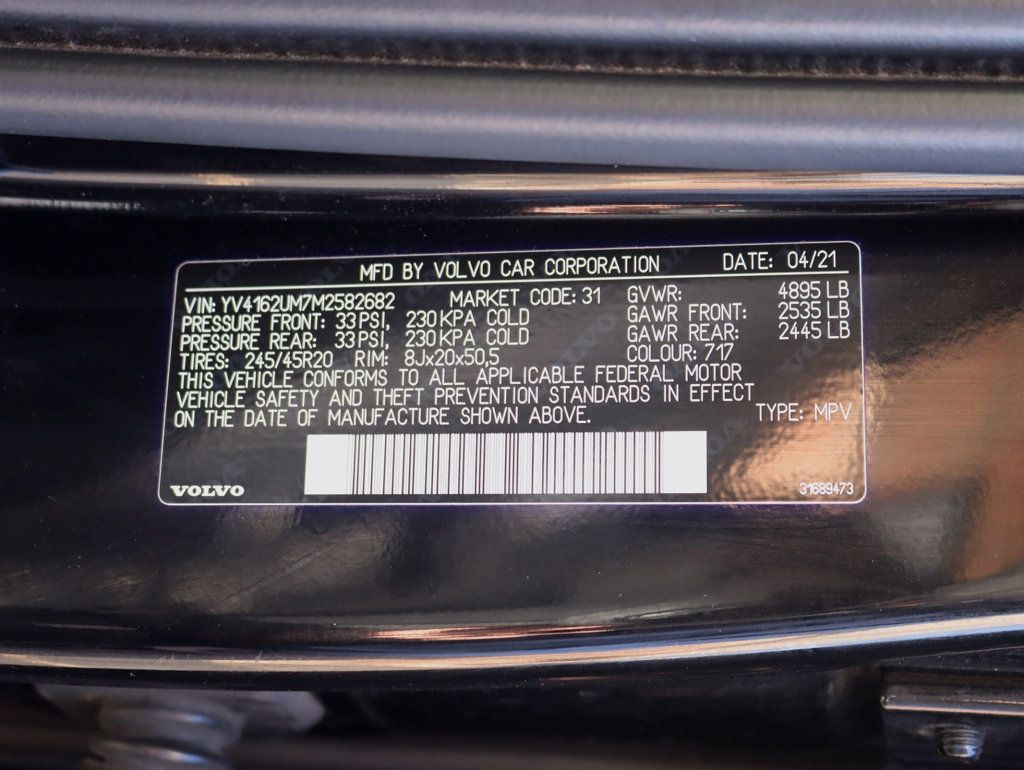 MFD BY VOLVO CAR CORPORATION DATE: 04/21
VIN: YV4162UM7M2582682 MARKET CODE: 31 GVWR: 4895 LB
PRESSURE FRONT: 33 PSI, 230 KPA COLD GAWR FRONT: 2535 LB
PRESSURE REAR: 33 PSI, 230 KPA COLD GAWR REAR: 2445 LB
TIRES: 245/45R20 RIM: 8Jx20x50,5 COLOUR: 717
THIS VEHICLE CONFORMS TO ALL APPLICABLE FEDERAL MOTOR
VEHICLE SAFETY AND THEFT PREVENTION STANDARDS IN EFFECT
ON THE DATE OF MANUFACTURE SHOWN ABOVE. TYPE: MPV
VOLVO 31689473